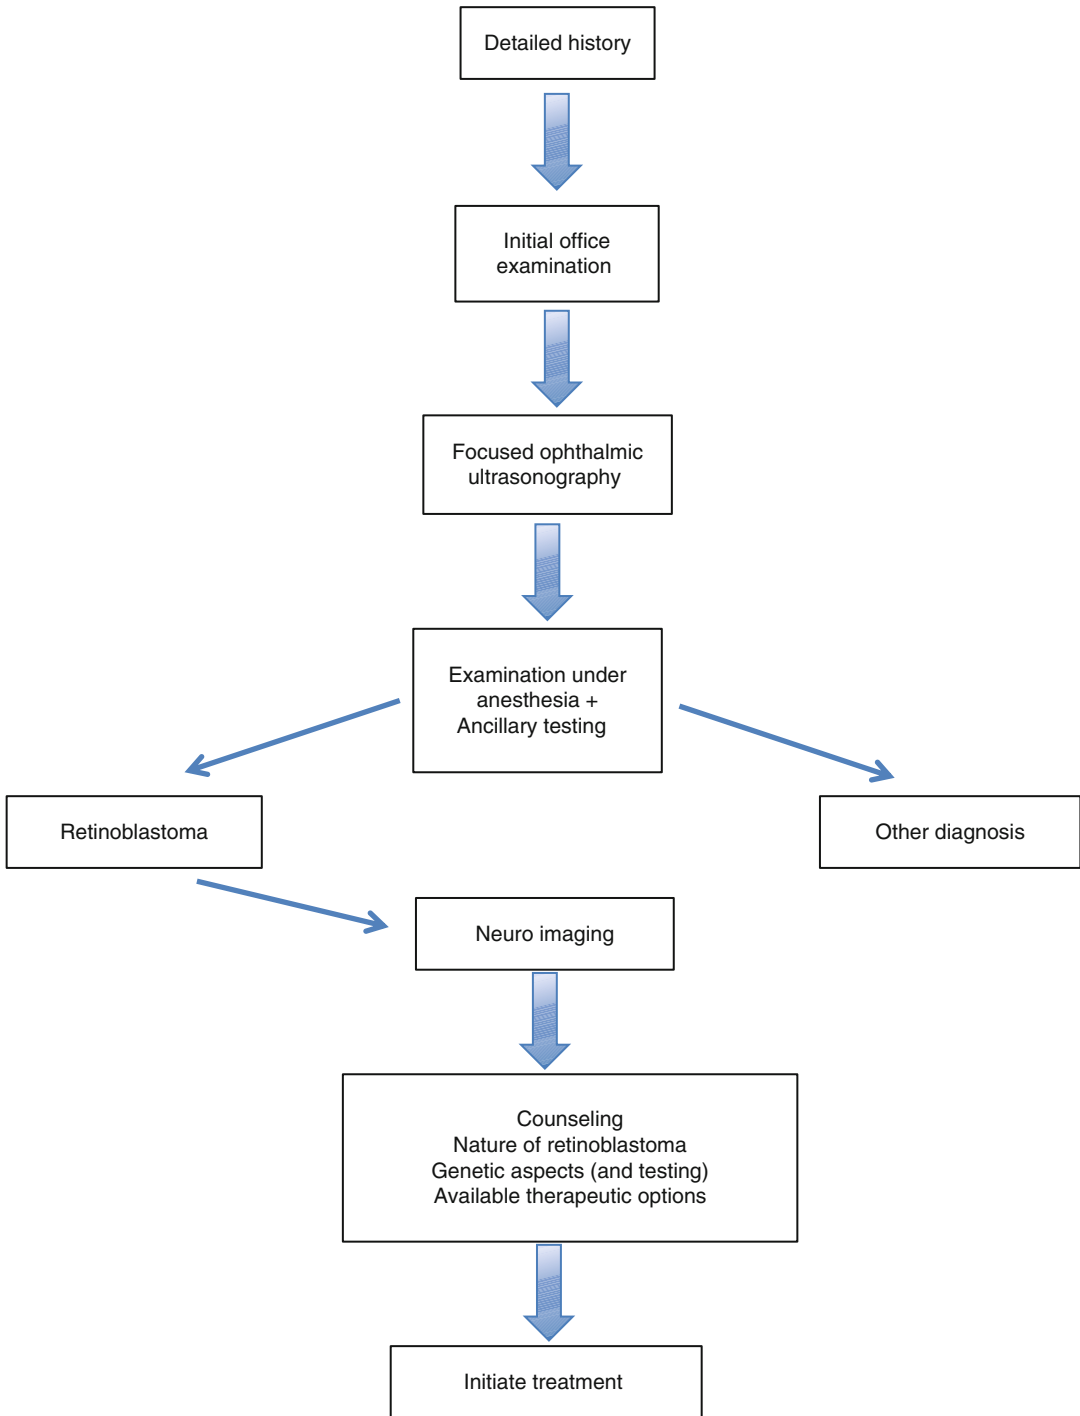 Detailed history
Initial office
examination
Focused ophthalmic
ultrasonography
Examination under
anesthesia +
Ancillary testing
Retinoblastoma
Other diagnosis
Neuro imaging
Counseling
Nature of retinoblastoma
Genetic aspects (and testing)
Available therapeutic options
Initiate treatment